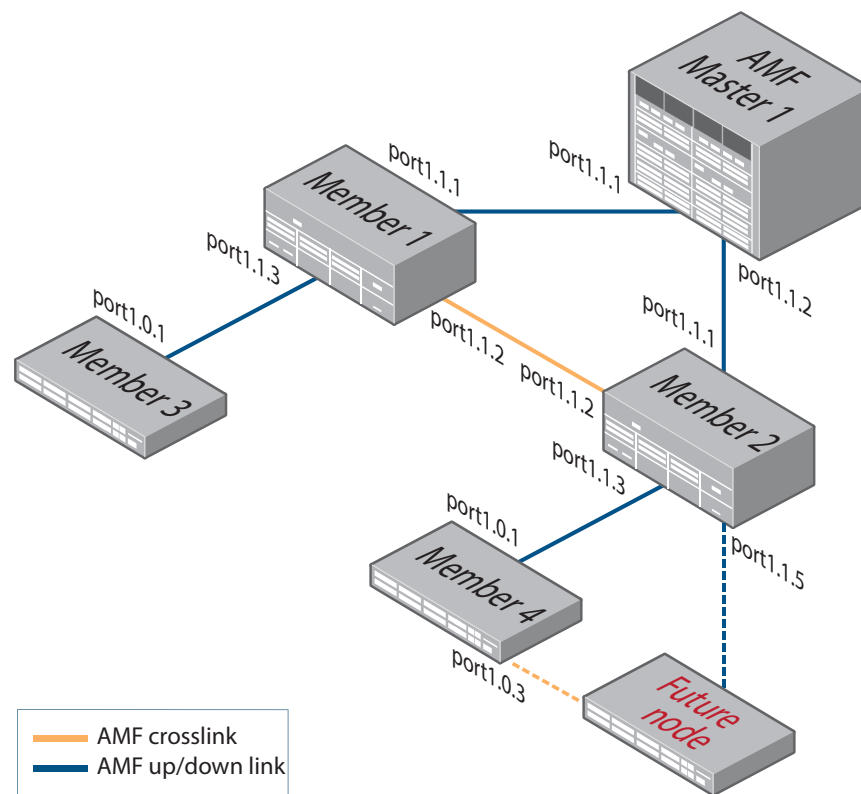 AMF
Master 1
port1.1.1
port1.1.1
Member 1
port1.1.3
port1.1.2
port1.0.1
port1.1.1
port1.1.2
Member 3
port1.1.2
Member 2
port1.1.3
port1.0.1
port1.1.5
Member 4
port1.0.3
Future
node
AMF crosslink
AMF up/down link